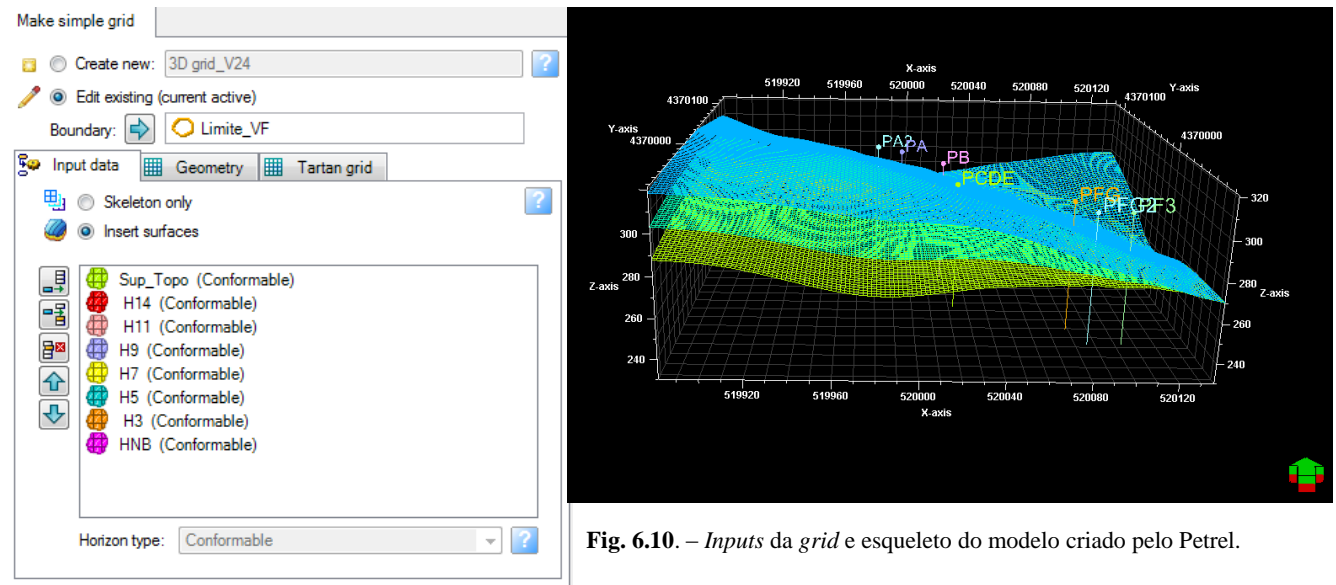 Make simple grid
Create new: 3D grid_V24 ?
Edit existing (current active)
Boundary: Limite_VF
Input data Geometry Tartan grid
Skeleton only ?
Insert surfaces
Sup_Topo (Conformable)
H14 (Conformable)
H11 (Conformable)
H9 (Conformable)
H7 (Conformable)
H5 (Conformable)
H3 (Conformable)
HNB (Conformable)
Horizon type: Conformable ?
X-axis
519920 519960 520000 520040 520080 520120
4370100 4370100
Y-axis Y-axis
4370000 4370000
PA2 PA
PB
PCDE
PFG
320
300 300
280 280
Z-axis Z-axis
260 260
240 240
519920 519960 520000 520040 520080 520120
X-axis
Fig. 6.10. – Inputs da grid e esqueleto do modelo criado pelo Petrel.